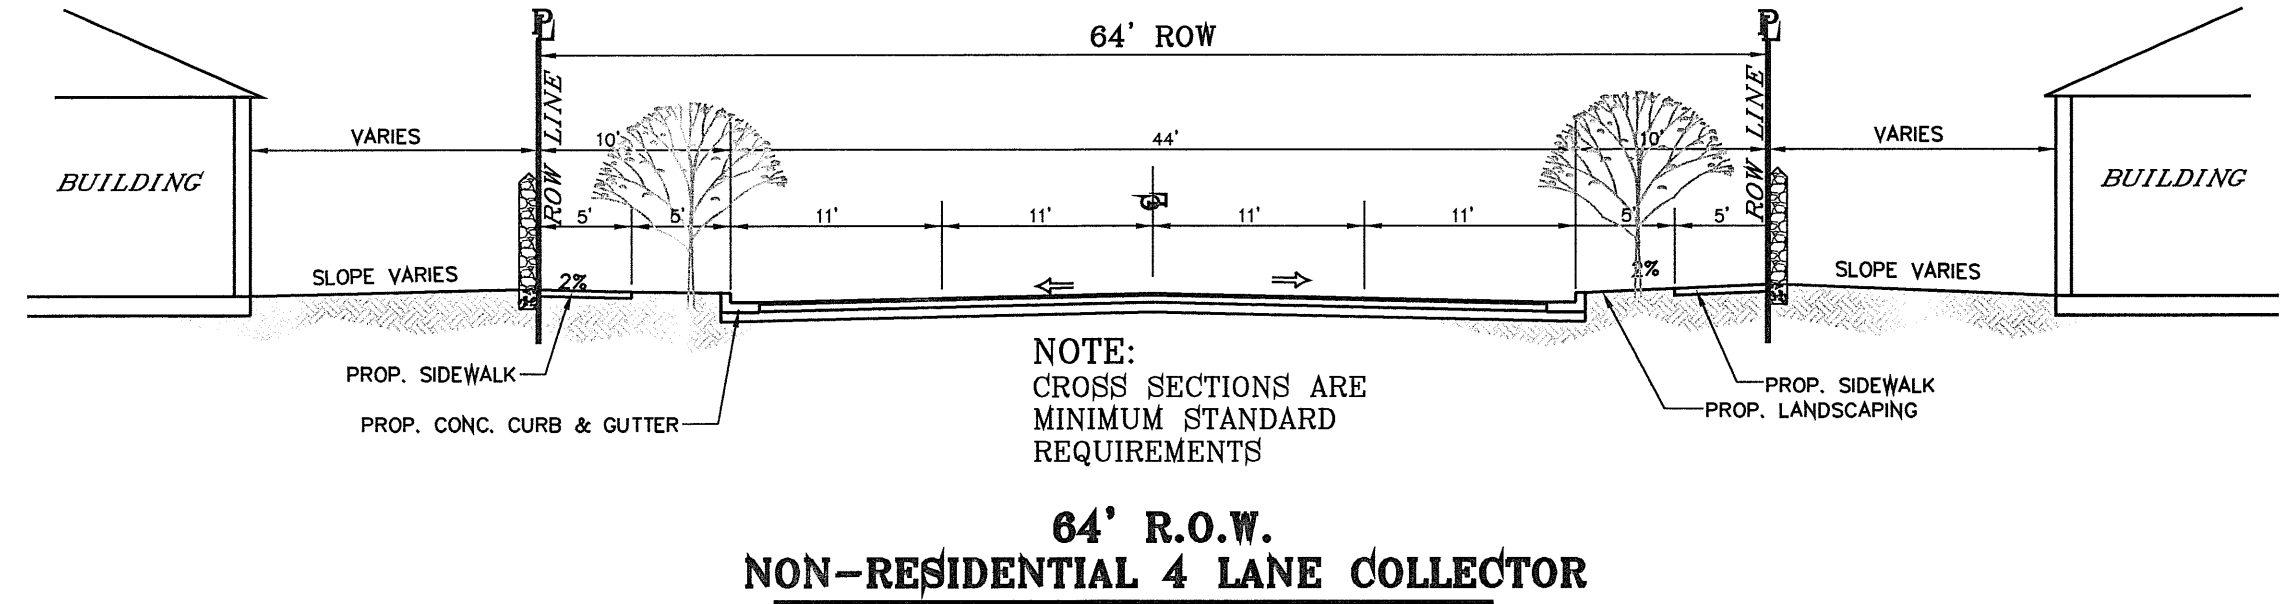 PL
PL
64' ROW
ROW LINE
ROW LINE
VARIES
10'
44'
10'
VARIES
BUILDING
BUILDING
5'
5'
11'
11'
11'
11'
5'
5'
CL
SLOPE VARIES
2%
2%
SLOPE VARIES
PROP. SIDEWALK
PROP. CONC. CURB & GUTTER
PROP. SIDEWALK
PROP. LANDSCAPING
NOTE:
CROSS SECTIONS ARE
MINIMUM STANDARD
REQUIREMENTS
64' R.O.W.
NON-RESIDENTIAL 4 LANE COLLECTOR